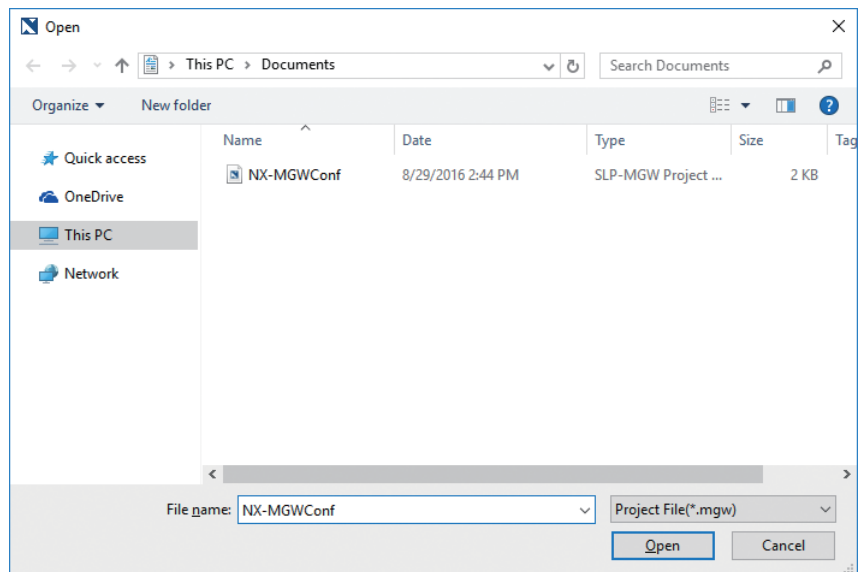 Open
This PC > Documents
Search Documents
Organize
New folder
Name Date Type Size Tag
NX-MGWConf 8/29/2016 2:44 PM SLP-MGW Project ... 2 KB
Quick access
OneDrive
This PC
Network
File name: NX-MGWConf Project File(*.mgw)
Open Cancel